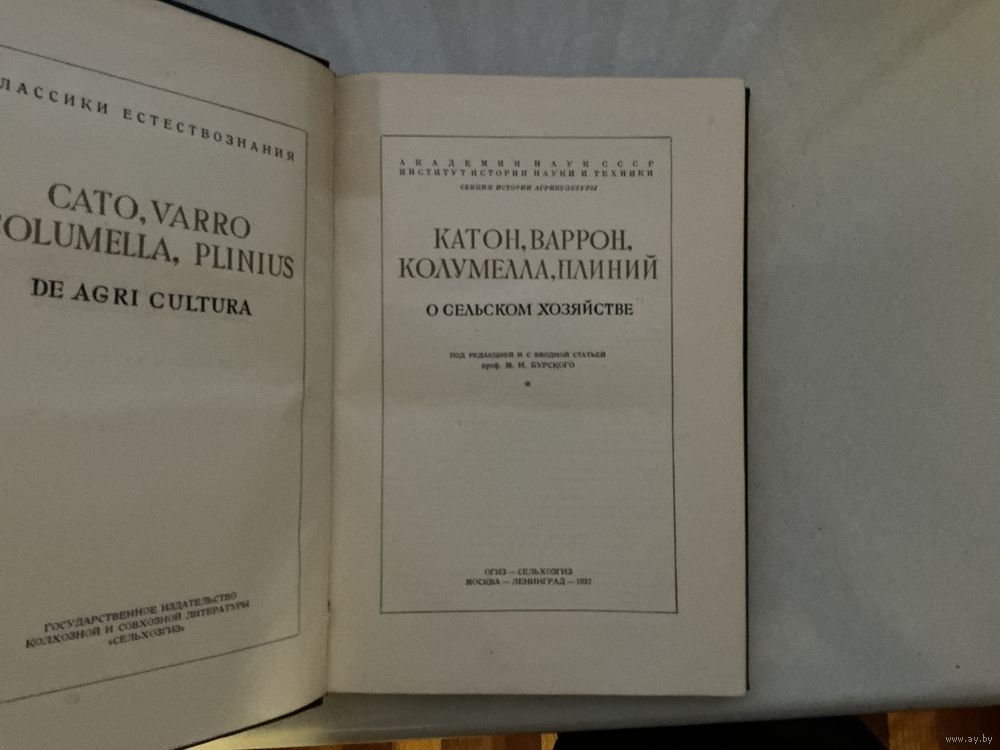 ЛАССИКИ ЕСТЕСТВОЗНАНИЯ
CATO, VARRO
OLUMELLA, PLINIUS
DE AGRI CULTURA
ГОСУДАРСТВЕННОЕ ИЗДАТЕЛЬСТВО
КОЛХОЗНОЙ И СОВХОЗНОЙ ЛИТЕРАТУРЫ
«СЕЛЬХОЗГИЗ»
АКАДЕМИЯ НАУК СССР
ИНСТИТУТ ИСТОРИИ НАУКИ И ТЕХНИКИ
СЕКЦИЯ ИСТОРИИ АГРИКУЛЬТУРЫ
КАТОН, ВАРРОН,
КОЛУМЕЛЛА, ПЛИНИЙ
О СЕЛЬСКОМ ХОЗЯЙСТВЕ
ПОД РЕДАКЦИЕЙ И С ВВОДНОЙ СТАТЬЕЙ
проф. М. И. БУРСКОГО
ОГИЗ — СЕЛЬХОЗГИЗ
МОСКВА — ЛЕНИНГРАД — 1937
www.ay.by